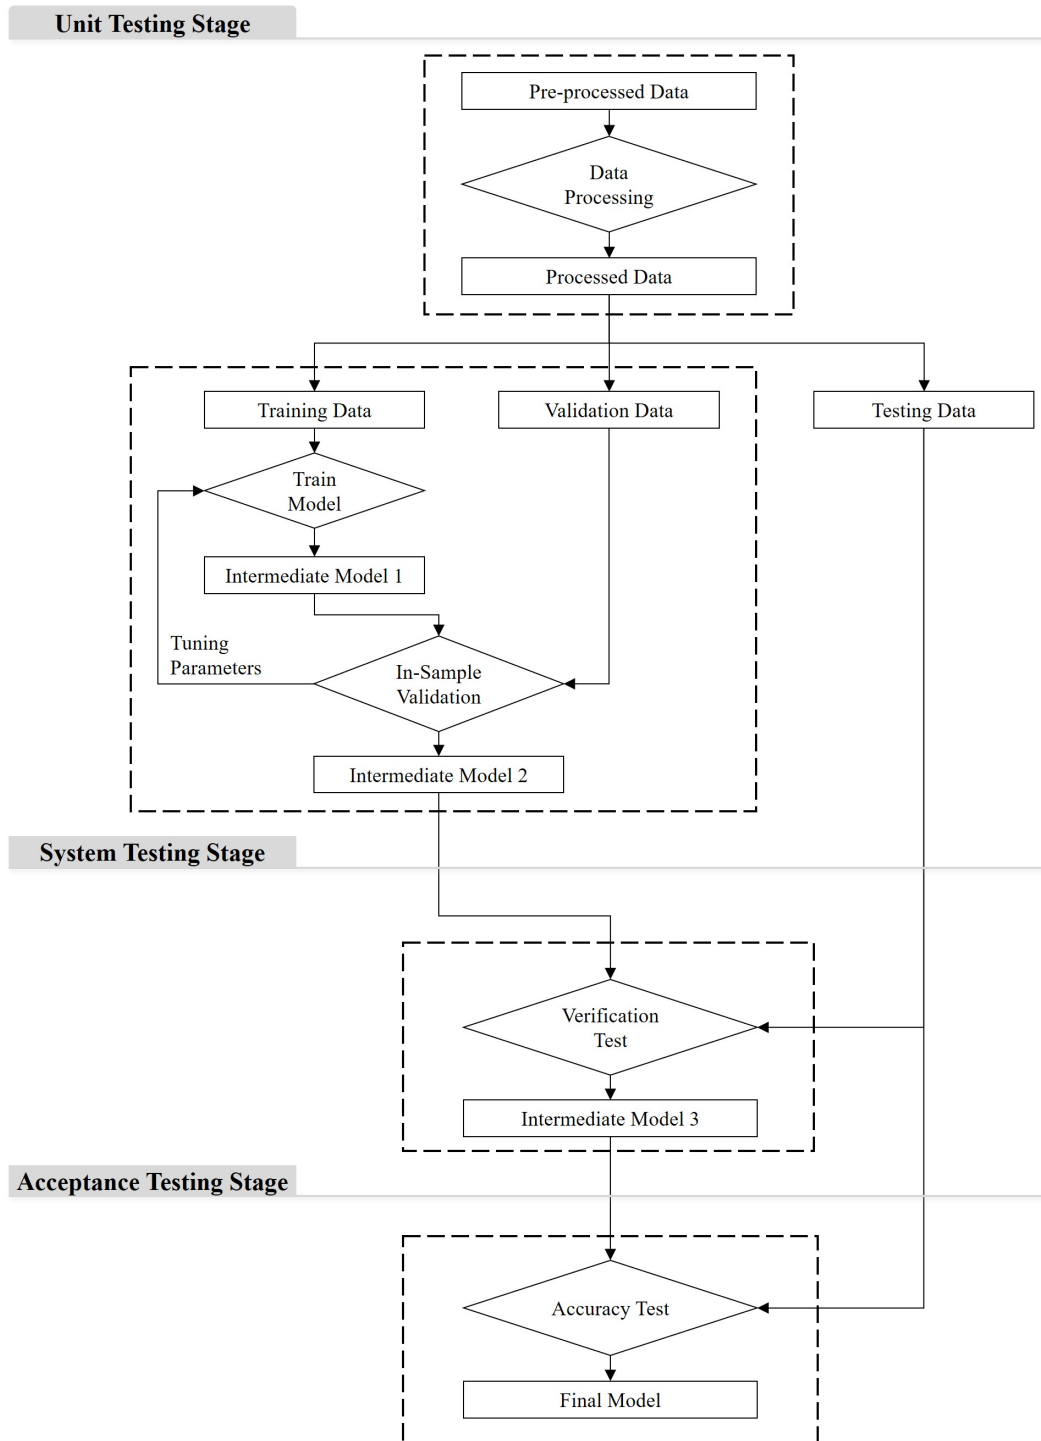 Unit Testing Stage
Pre-processed Data
Data
Processing
Processed Data
Training Data
Validation Data
Testing Data
Train
Model
Intermediate Model 1
Tuning
Parameters
In-Sample
Validation
Intermediate Model 2
System Testing Stage
Verification
Test
Intermediate Model 3
Acceptance Testing Stage
Accuracy Test
Final Model